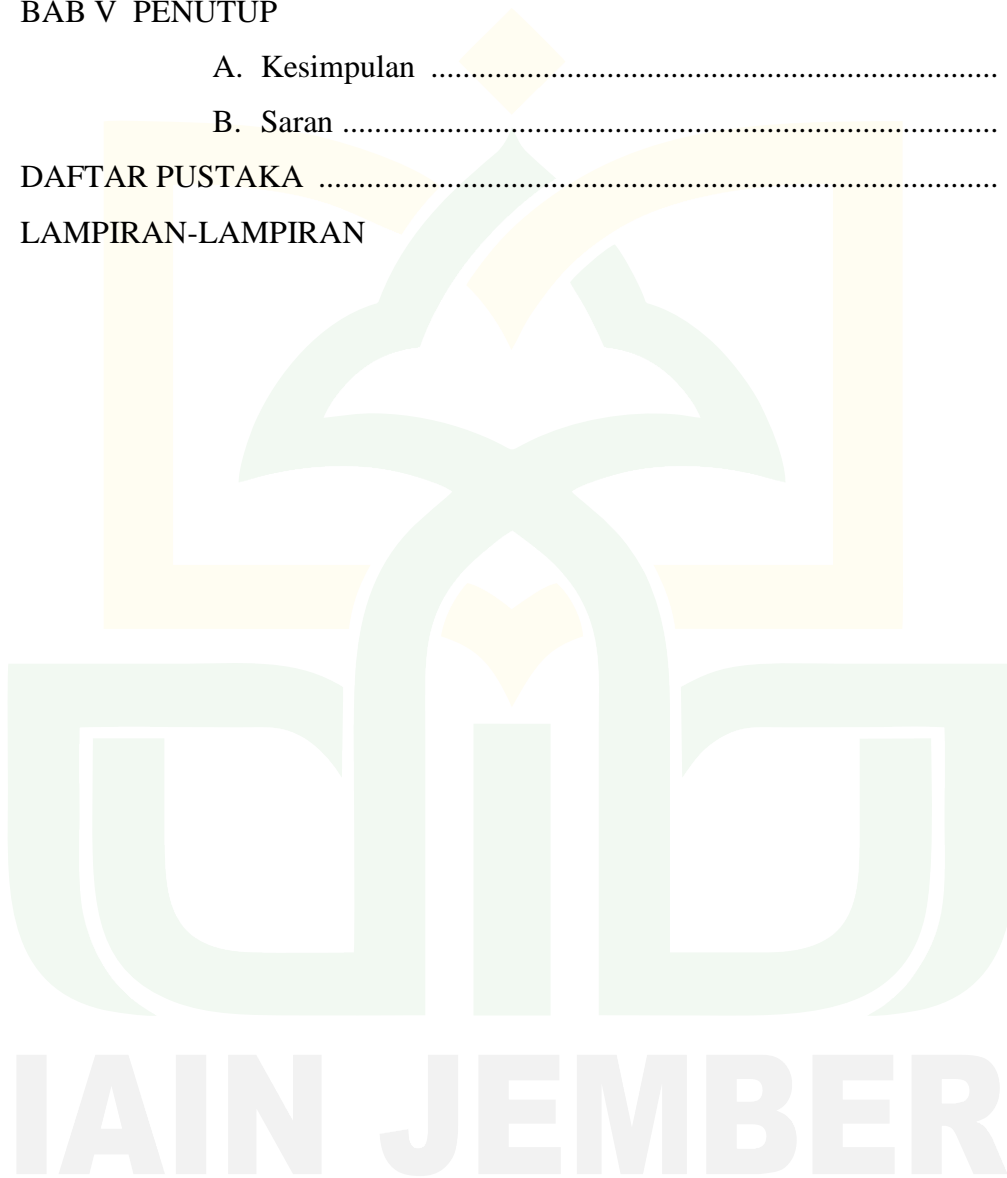 BAB V PENUTUP
A. Kesimpulan ........................................................................
B. Saran ...................................................................................
DAFTAR PUSTAKA ......................................................................................
LAMPIRAN-LAMPIRAN
IAIN JEMBER